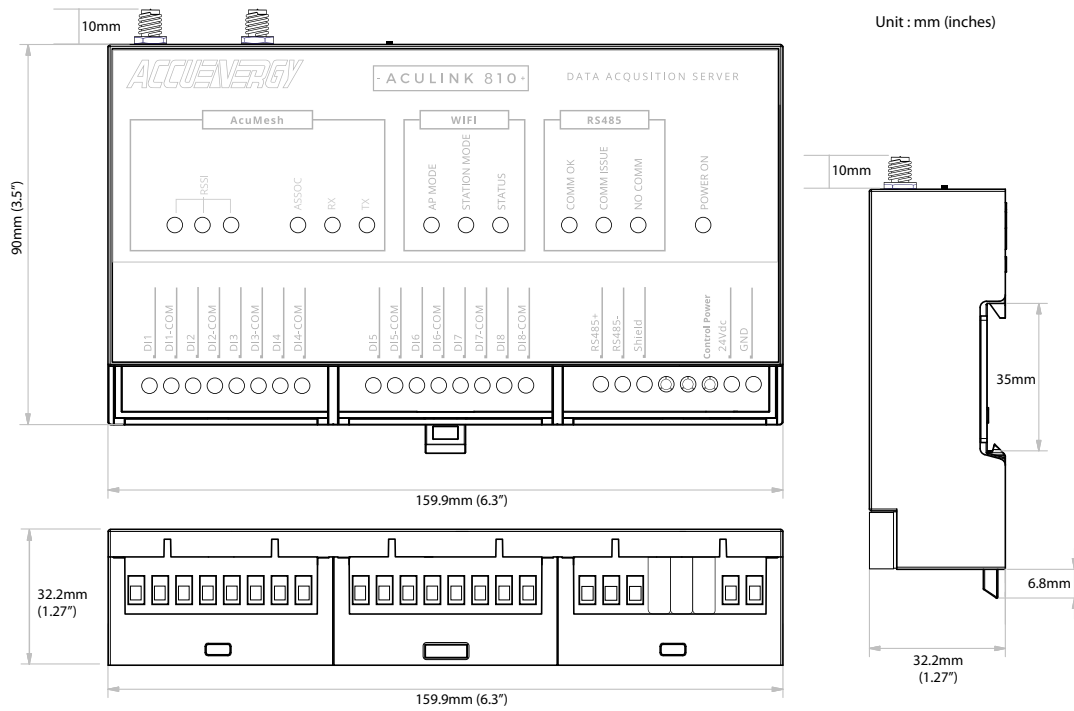 10mm
Unit : mm (inches)
ACCUENERGY
- ACULINK 810 -
DATA ACQUSITION SERVER
AcuMesh
WIFI
RS485
RSSI
ASSOC
RX
TX
AP MODE
STATION MODE
STATUS
COMM OK
COMM ISSUE
NO COMM
POWER ON
90mm (3.5")
DI1
DI1-COM
DI2
DI2-COM
DI3
DI3-COM
DI4
DI4-COM
DI5
DI5-COM
DI6
DI6-COM
DI7
DI7-COM
DI8
DI8-COM
RS485+
RS485-
Shield
Control Power
24Vdc
GND
159.9mm (6.3")
10mm
35mm
6.8mm
32.2mm
(1.27")
32.2mm
(1.27")
159.9mm (6.3")